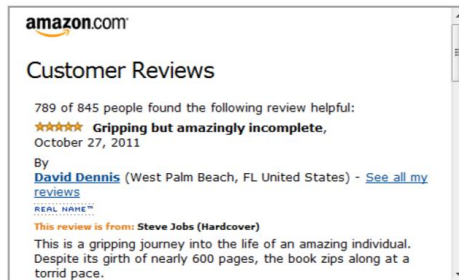 amazon.com
Customer Reviews
789 of 845 people found the following review helpful:
Gripping but amazingly incomplete,
October 27, 2011
By
David Dennis (West Palm Beach, FL United States) - See all my
reviews
REAL NAME™
This review is from: Steve Jobs (Hardcover)
This is a gripping journey into the life of an amazing individual.
Despite its girth of nearly 600 pages, the book zips along at a
torrid pace.